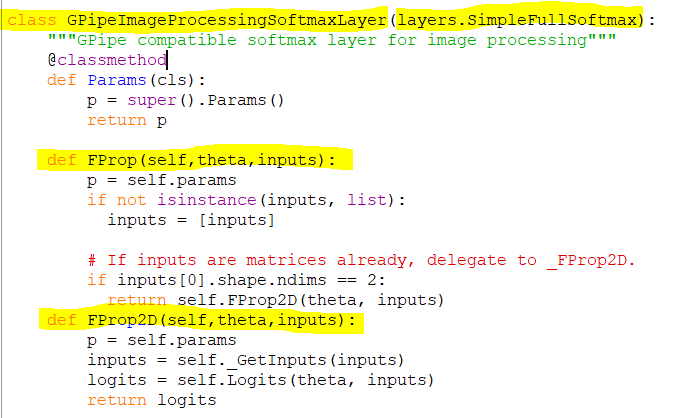 class GPipeImageProcessingSoftmaxLayer(layers.SimpleFullSoftmax):
    """GPipe compatible softmax layer for image processing"""
    @classmethod
    def Params(cls):
        p = super().Params()
        return p

    def FProp(self,theta,inputs):
        p = self.params
        if not isinstance(inputs, list):
          inputs = [inputs]

        # If inputs are matrices already, delegate to _FProp2D.
        if inputs[0].shape.ndims == 2:
          return self.FProp2D(theta, inputs)
    def FProp2D(self,theta,inputs):
        p = self.params
        inputs = self._GetInputs(inputs)
        logits = self.Logits(theta, inputs)
        return logits